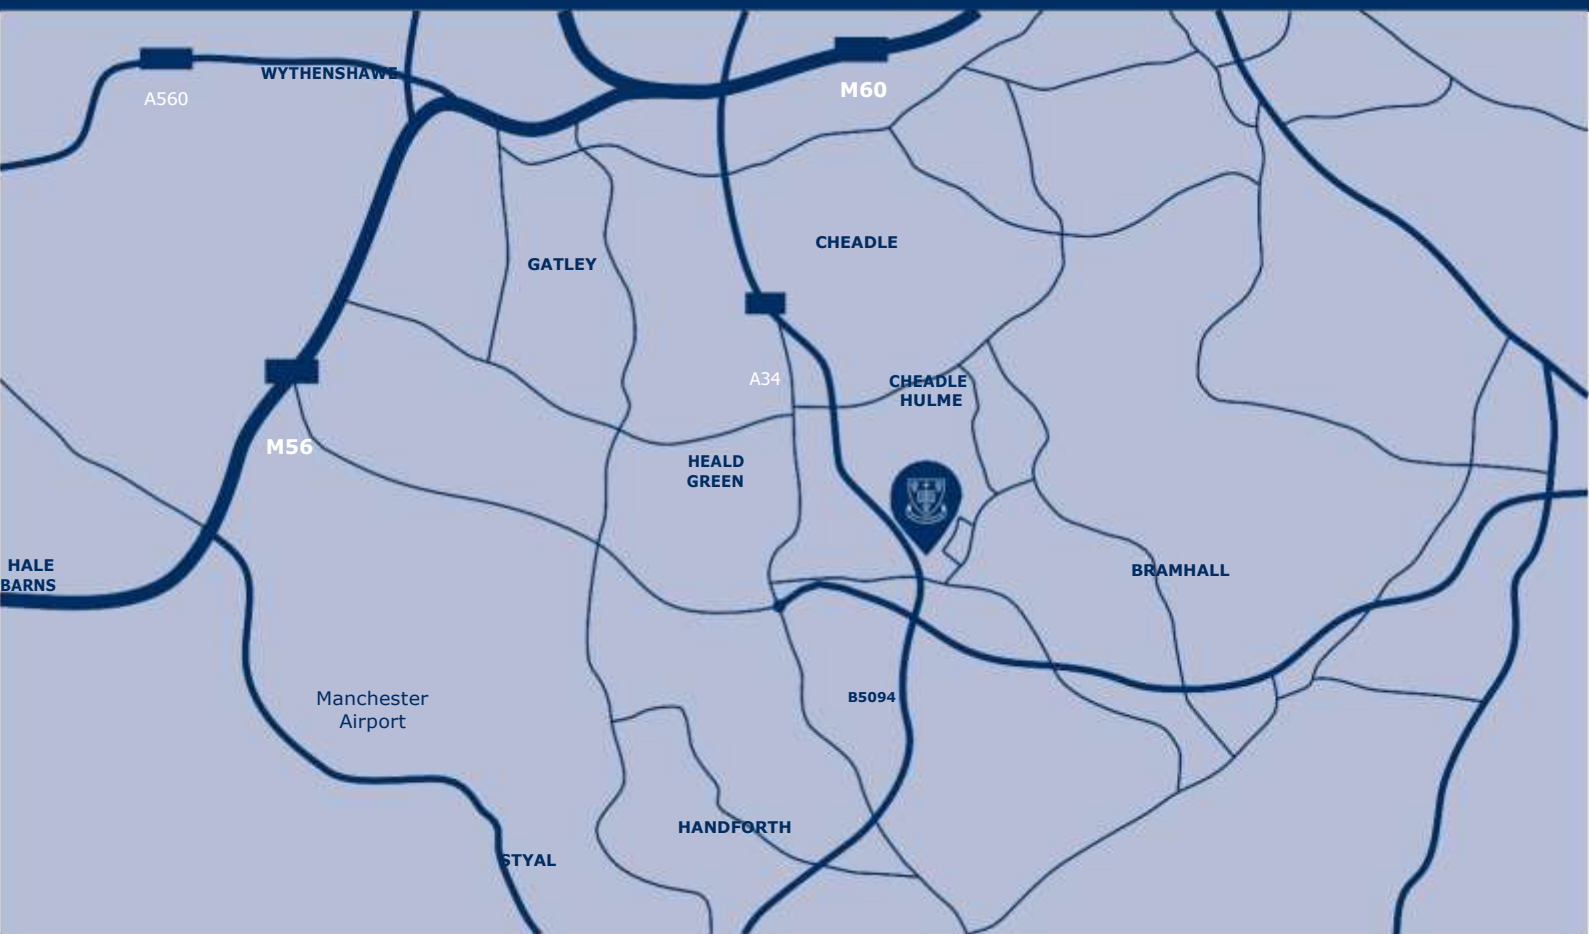 WYTHENSHAWE
A560
M60
CHEADLE
GATLEY
A34
CHEADLE
HULME
M56
HEALD
GREEN
HALE
BARNS
BRAMHALL
Manchester
Airport
B5094
HANDFORTH
STYAL